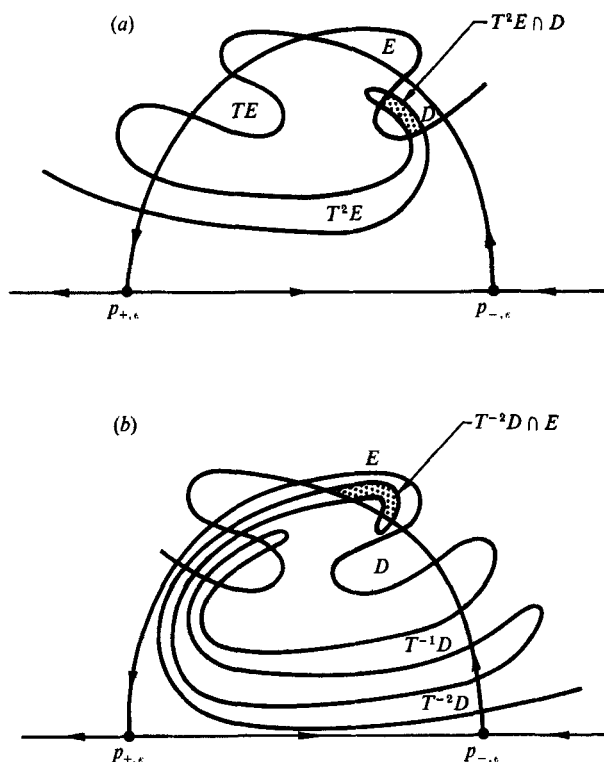 (a)
E
T²E ∩ D
D
TE
T²E
p₊,ₑ
p₋,ₑ
(b)
T⁻²D ∩ E
E
D
T⁻¹D
T⁻²D
p₊,ₑ
p₋,ₑ